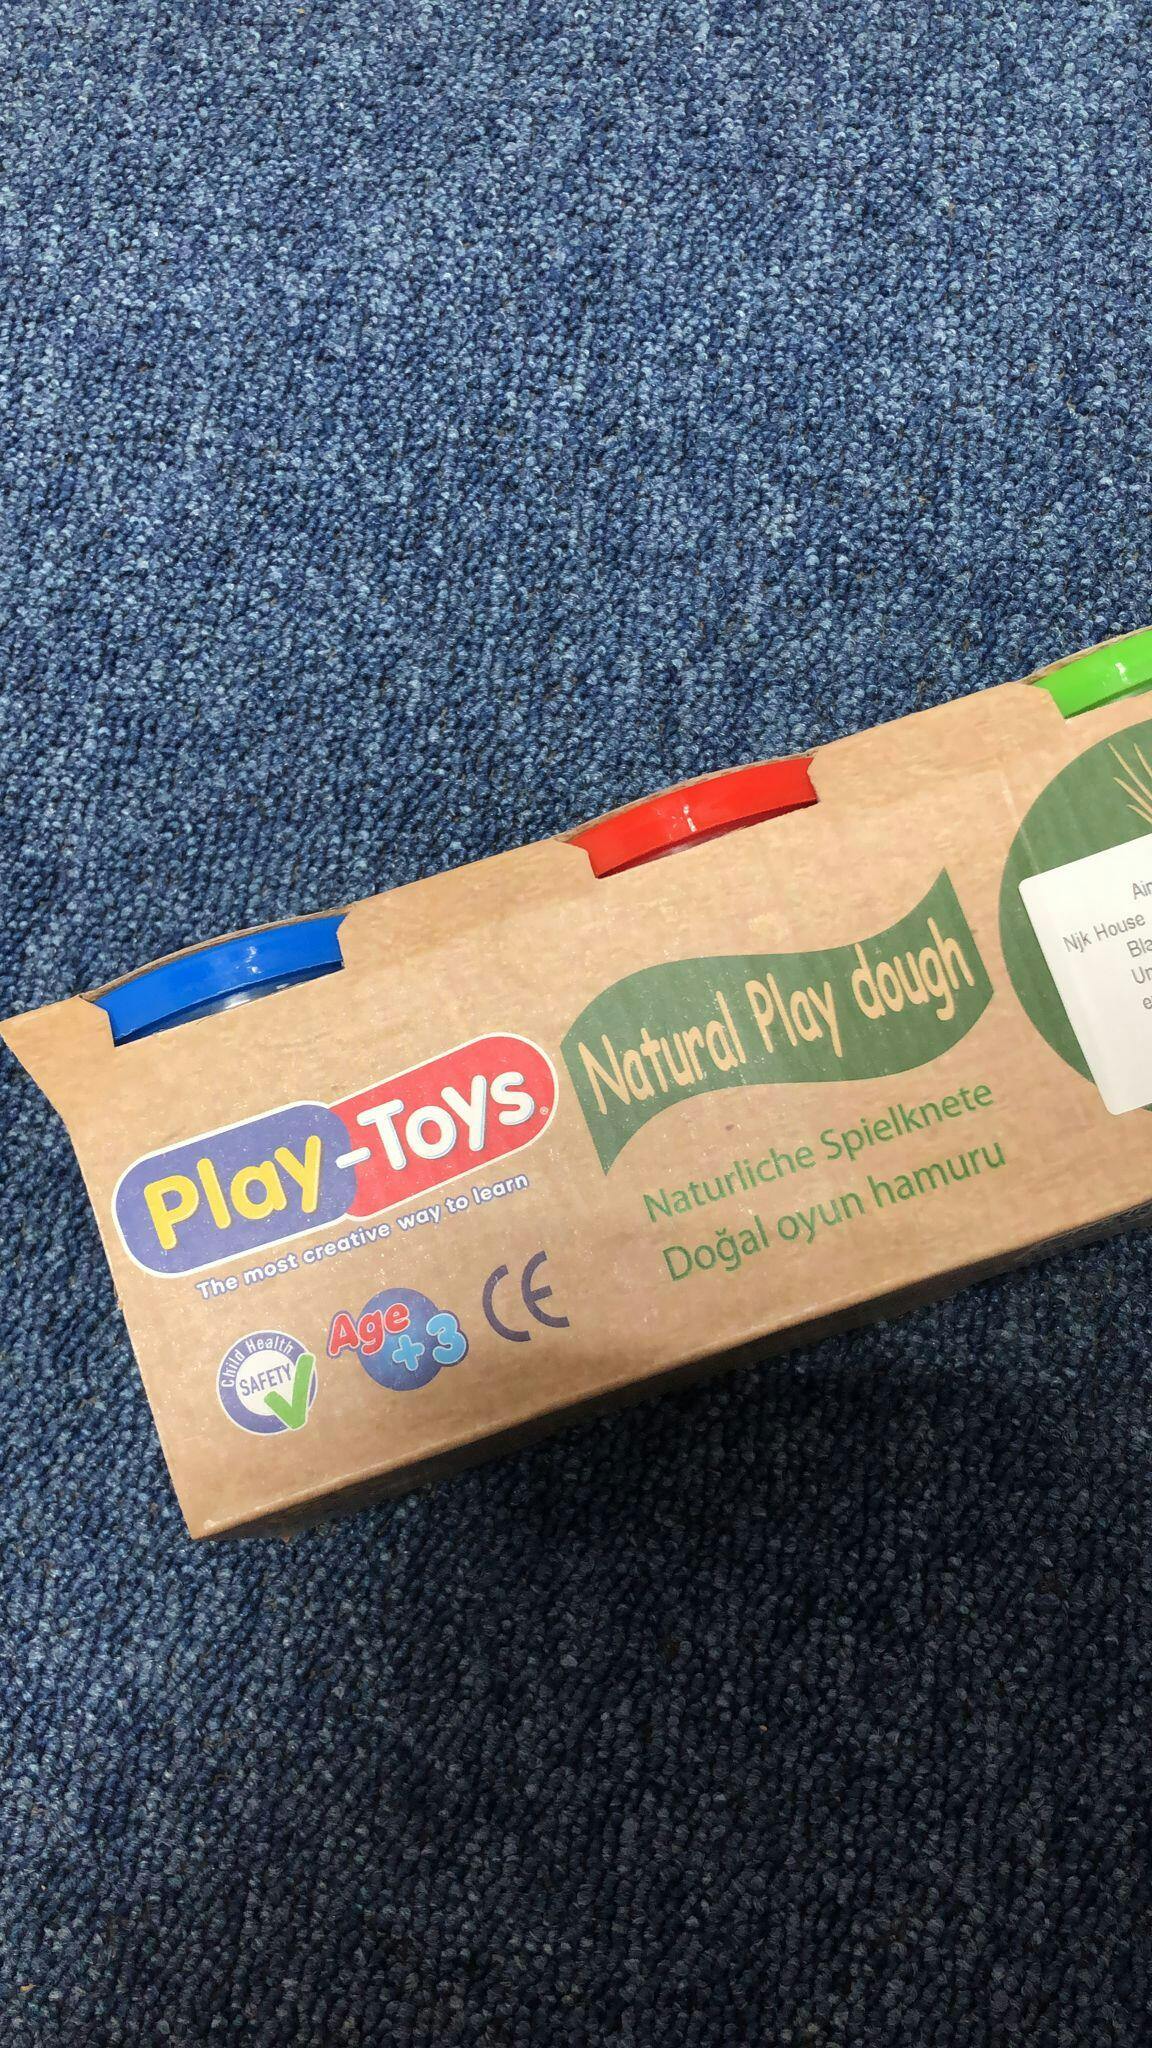 Play-Toys®
The most creative way to learn
Child Health
SAFETY
Age
+3
CE
Natural Play dough
Naturliche Spielknete
Doğal oyun hamuru
Njk House